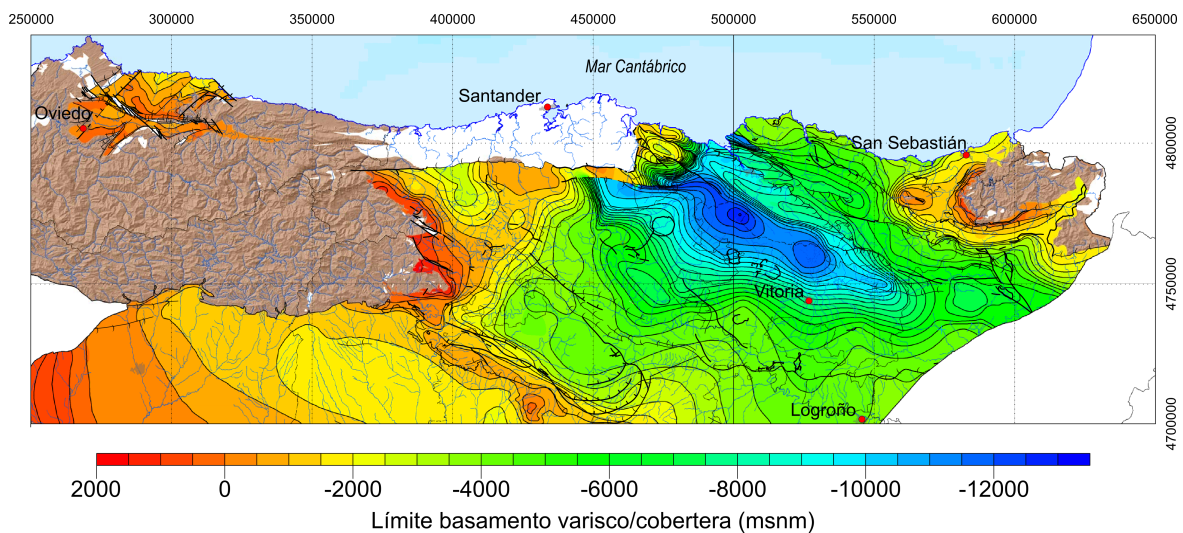 250000 300000 350000 400000 450000 500000 550000 600000 650000
Mar Cantábrico
Santander
Oviedo
San Sebastián
4800000
4750000
Vitoria
Logroño
4700000
2000 0 -2000 -4000 -6000 -8000 -10000 -12000
Límite basamento varisco/cobertera (msnm)